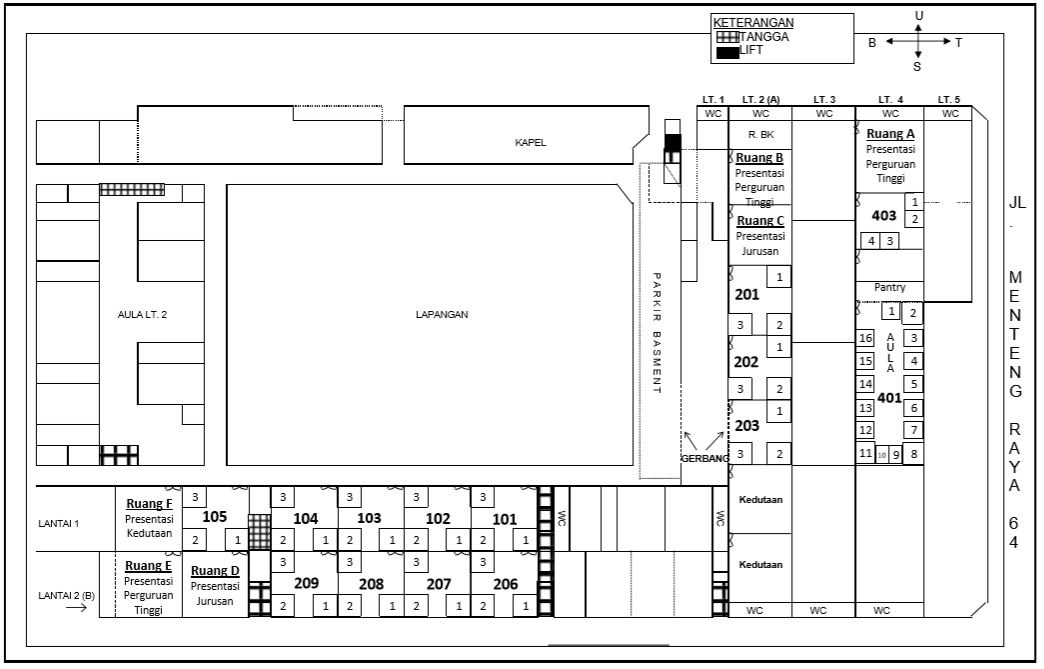 KETERANGAN
TANGGA
LIFT
U
B T
S
LT. 1 LT. 2 (A) LT. 3 LT. 4 LT. 5
WC WC WC WC WC
KAPEL
R. BK
Ruang A
Presentasi
Perguruan
Tinggi
Ruang B
Presentasi
Perguruan
Tinggi
403
1
2
4 3
Ruang C
Presentasi
Jurusan
Pantry
201
1
3 2
202
1
3 2
203
1
3 2
AULA
401
1 2
16 3
15 4
14 5
13 6
12 7
11 10 9 8
JL.
MENTENG
RAYA
64
AULA LT. 2
LAPANGAN
PARKIR BASMENT
GERBANG
Kedutaan
Kedutaan
LANTAI 1
Ruang F
Presentasi
Kedutaan
3
105
2 1
3
104
2 1
3
103
2 1
3
102
2 1
3
101
2 1
WC
WC
LANTAI 2 (B)
Ruang E
Presentasi
Perguruan
Tinggi
Ruang D
Presentasi
Jurusan
3
209
2 1
3
208
2 1
3
207
2 1
3
206
2 1
WC WC WC